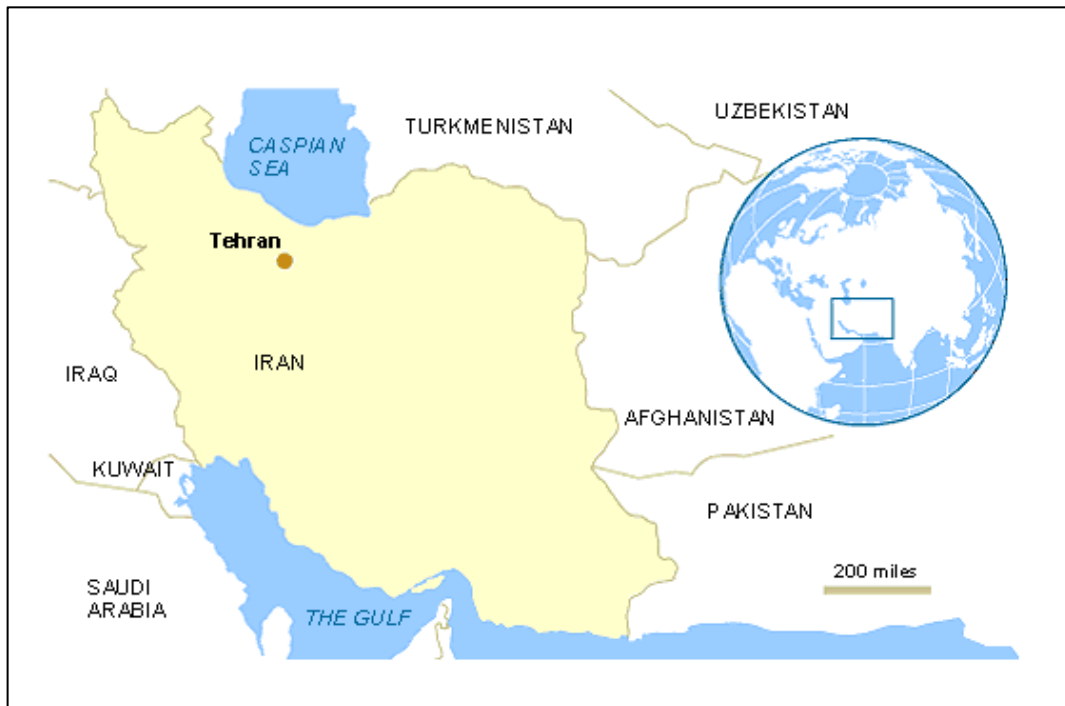 UZBEKISTAN
TURKMENISTAN
CASPIAN
SEA
Tehran
IRAN
IRAQ
AFGHANISTAN
KUWAIT
PAKISTAN
200 miles
SAUDI
ARABIA
THE GULF